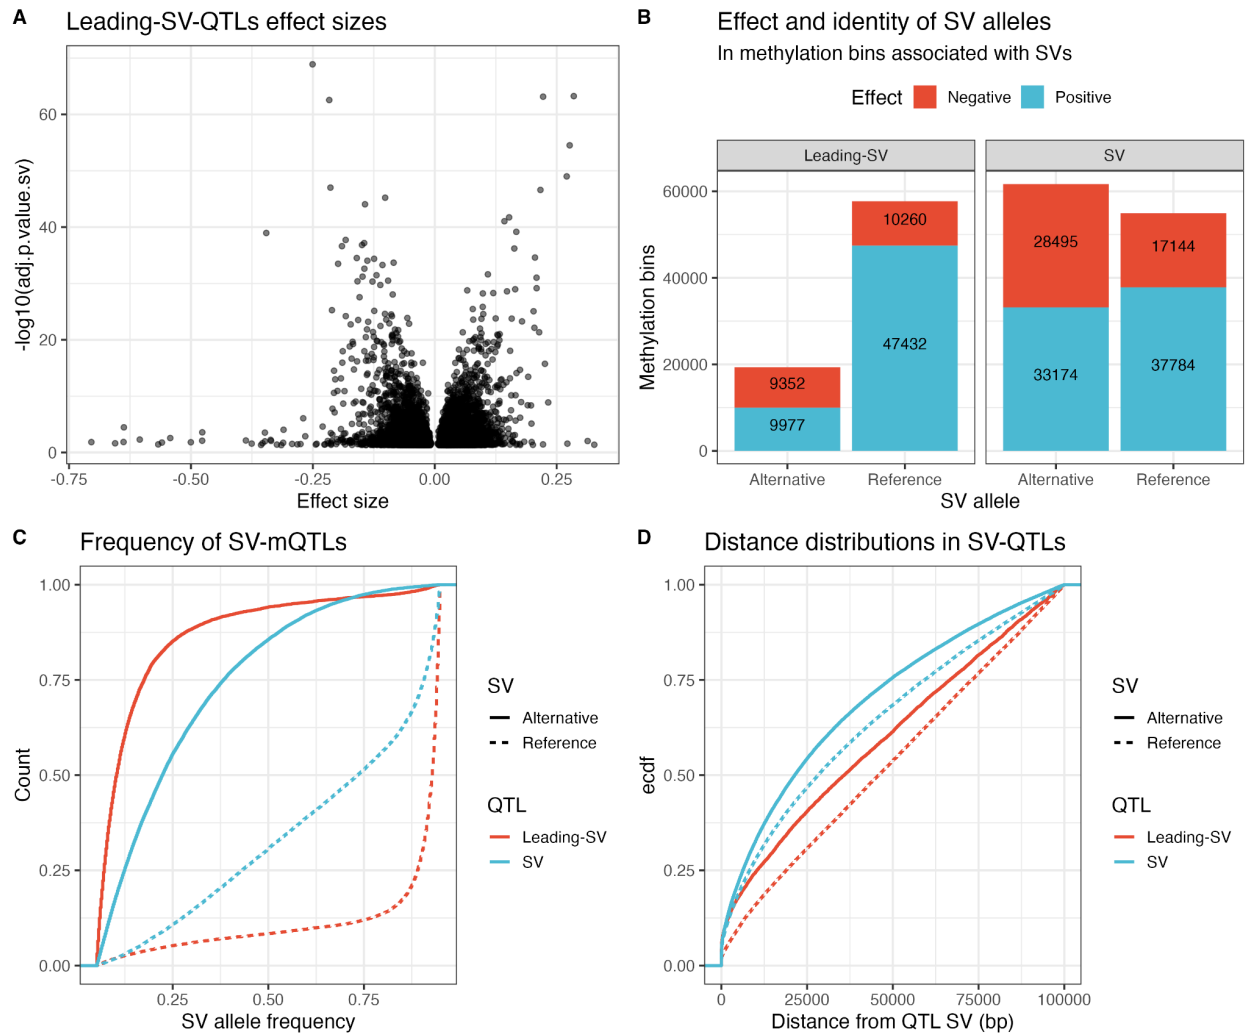 A
Leading-SV-QTLs effect sizes
-log10(adj.p.value.sv)
60
40
20
0
-0.75
-0.50
-0.25
0.00
0.25
Effect size
B
Effect and identity of SV alleles
In methylation bins associated with SVs
Effect
Negative
Positive
Leading-SV
SV
Methylation bins
60000
40000
20000
0
9352
9977
10260
47432
28495
33174
17144
37784
Alternative
Reference
Alternative
Reference
SV allele
C
Frequency of SV-mQTLs
Count
1.00
0.75
0.50
0.25
0.00
0.25
0.50
0.75
SV allele frequency
SV
Alternative
Reference
QTL
Leading-SV
SV
D
Distance distributions in SV-QTLs
ecdf
1.00
0.75
0.50
0.25
0.00
0
25000
50000
75000
100000
Distance from QTL SV (bp)
SV
Alternative
Reference
QTL
Leading-SV
SV